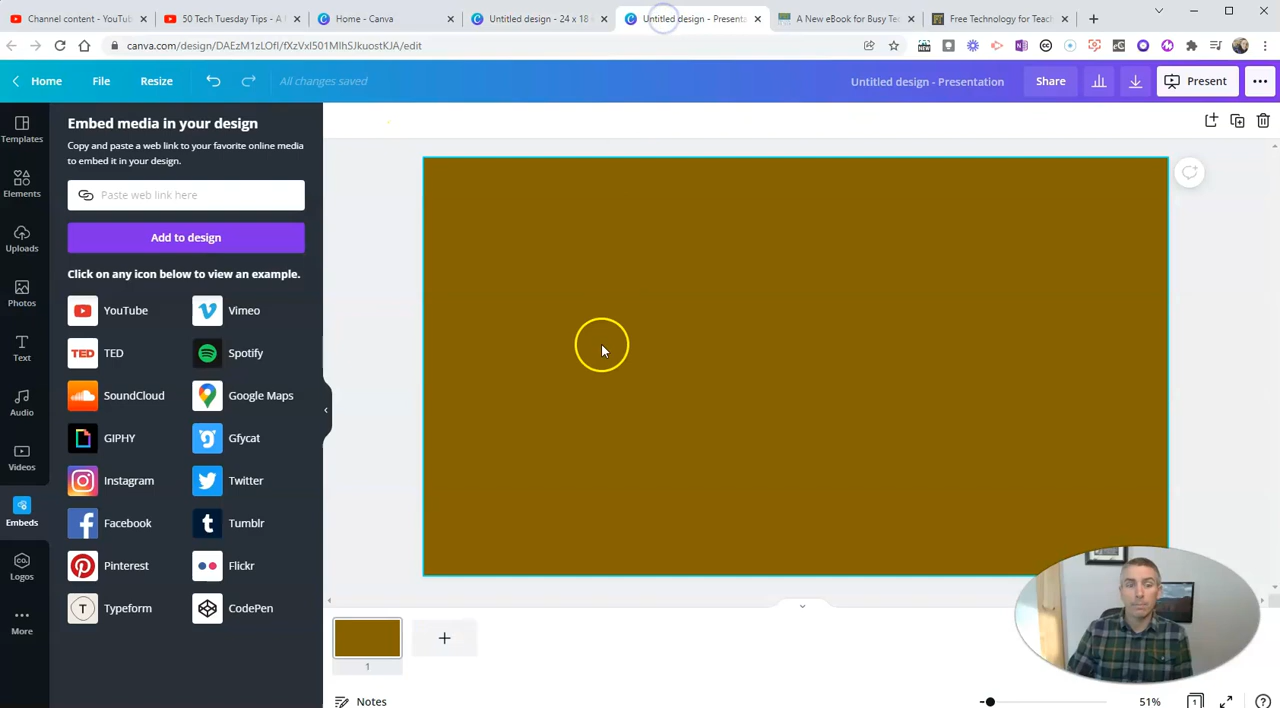 Channel content - YouTu
50 Tech Tuesday Tips - A
Home - Canva
Untitled design - 24 x 18
Untitled design - Present
A New eBook for Busy Te
Free Technology for Teac
canva.com/design/DAEzM1zLOfI/fXzVxl501MIhSJkuostKJA/edit
Home
File
Resize
All changes saved
Untitled design - Presentation
Share
Present
Templates
Elements
Uploads
Photos
Text
Audio
Videos
Embeds
Logos
More
Embed media in your design
Copy and paste a web link to your favorite online media
to embed it in your design.
Paste web link here
Add to design
Click on any icon below to view an example.
YouTube
Vimeo
TED
TED
Spotify
SoundCloud
Google Maps
GIPHY
Gfycat
Instagram
Twitter
Facebook
Tumblr
Pinterest
Flickr
T
Typeform
CodePen
1
Notes
51%
1